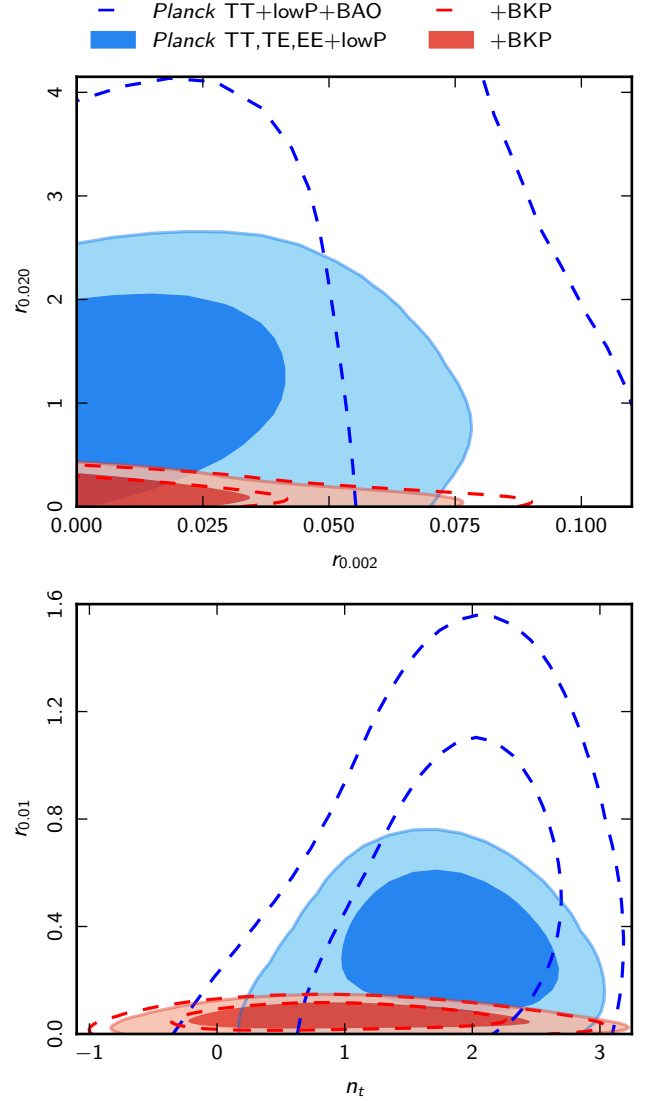 Planck TT+lowP+BAO
+BKP
Planck TT,TE,EE+lowP
+BKP
4
3
2
1
0
r0.020
0.000
0.025
0.050
0.075
0.100
r0.002
1.6
1.2
0.8
0.4
0.0
r0.01
−1
0
1
2
3
nt